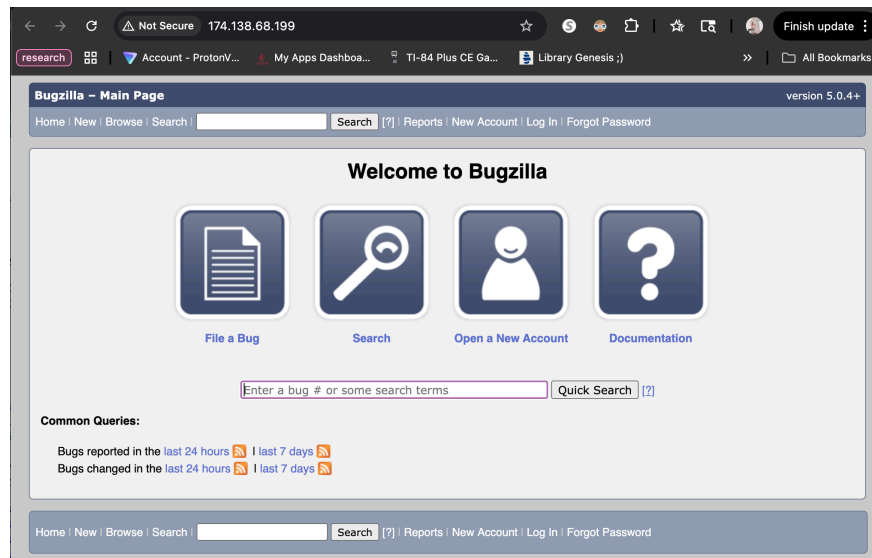 Not Secure 174.138.68.199 Finish update
research Account - ProtonV... My Apps Dashboa... TI-84 Plus CE Ga... Library Genesis ;) » All Bookmarks
Bugzilla – Main Page version 5.0.4+
Home | New | Browse | Search | Search [?] | Reports | New Account | Log In | Forgot Password
Welcome to Bugzilla
File a Bug Search Open a New Account Documentation
Enter a bug # or some search terms Quick Search [?]
Common Queries:
Bugs reported in the last 24 hours | last 7 days
Bugs changed in the last 24 hours | last 7 days
Home | New | Browse | Search | Search [?] | Reports | New Account | Log In | Forgot Password